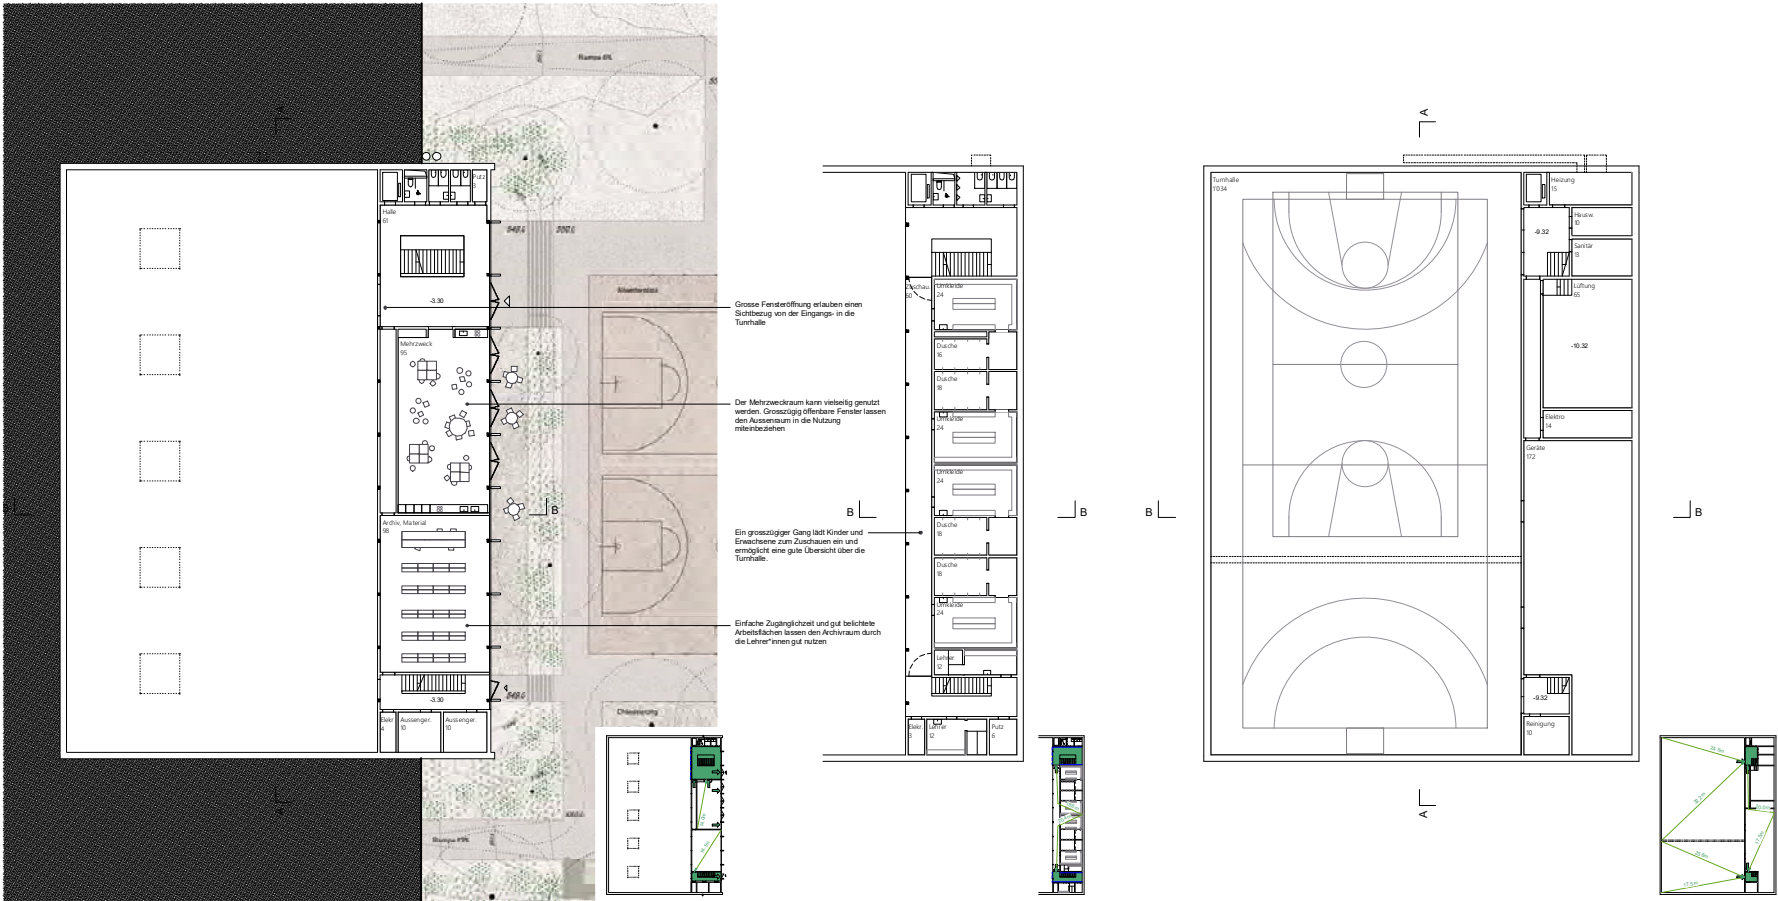 Rampe 6%
A
Putz
3
Halle
61
-3.30
Mehrzweck
95
B
Archiv, Material
98
-3.30
Elekr.
4
Aussenger.
10
Aussenger.
10
A
Grosse Fensteröffnung erlauben einen
Sichtbezug von der Eingangs- in die
Turnhalle
Der Mehrzweckraum kann vielseitig genutzt
werden. Grosszügig öffenbare Fenster lassen
den Aussenraum in die Nutzung
miteinbeziehen
Ein grosszügiger Gang lädt Kinder und
Erwachsene zum Zuschauen ein und
ermöglicht eine gute Übersicht über die
Turnhalle.
Einfache Zugänglichzeit und gut belichtete
Arbeitsflächen lassen den Archivraum durch
die Lehrer*innen gut nutzen
Zuschau.
60
Umkleide
24
Dusche
16
Dusche
18
Umkleide
24
Umkleide
24
B
B
Dusche
18
Dusche
18
Umkleide
24
Lehrer
12
Elekr.
3
Lehrer
12
Putz
6
A
Turnhalle
1'034
Heizung
15
Hausw.
10
-9.32
Sanitär
13
Lüftung
65
-10.32
Elektro
14
Geräte
172
B
B
-9.32
Reinigung
10
A